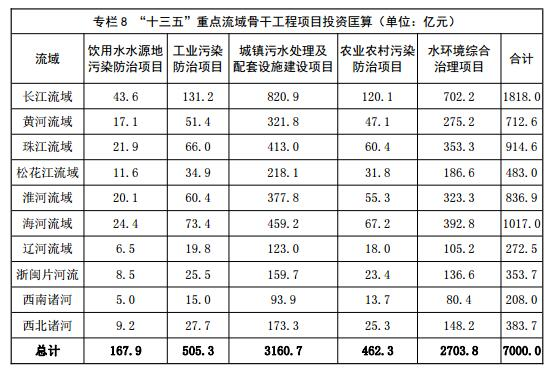 专栏 8 “十三五”重点流域骨干工程项目投资匡算（单位：亿元）
流域 饮用水水源地污染防治项目 工业污染防治项目 城镇污水处理及配套设施建设项目 农业农村污染防治项目 水环境综合治理项目 合计
长江流域 43.6 131.2 820.9 120.1 702.2 1818.0
黄河流域 17.1 51.4 321.8 47.1 275.2 712.6
珠江流域 21.9 66.0 413.0 60.4 353.3 914.6
松花江流域 11.6 34.9 218.1 31.8 186.6 483.0
淮河流域 20.1 60.4 377.8 55.3 323.3 836.9
海河流域 24.4 73.4 459.2 67.2 392.8 1017.0
辽河流域 6.5 19.8 123.0 18.0 105.2 272.5
浙闽片河流 8.5 25.5 159.7 23.4 136.6 353.7
西南诸河 5.0 15.0 93.9 13.7 80.4 208.0
西北诸河 9.2 27.7 173.3 25.3 148.2 383.7
总计 167.9 505.3 3160.7 462.3 2703.8 7000.0